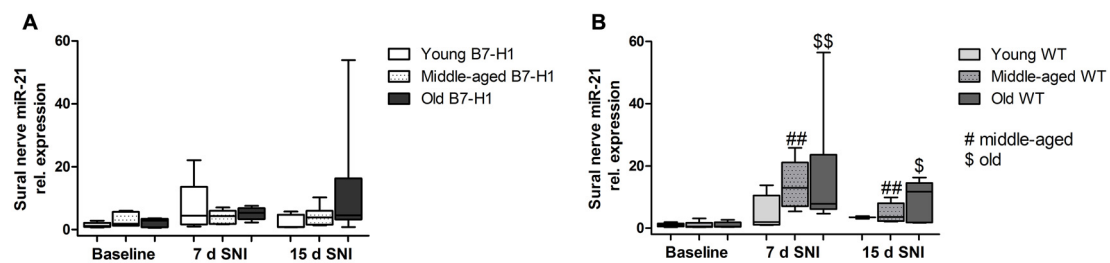 A
Sural nerve miR-21
rel. expression
60
40
20
0
Baseline
7 d SNI
15 d SNI
Young B7-H1
Middle-aged B7-H1
Old B7-H1
B
Sural nerve miR-21
rel. expression
60
40
20
0
##
$$
##
$
Baseline
7 d SNI
15 d SNI
Young WT
Middle-aged WT
Old WT
# middle-aged
$ old